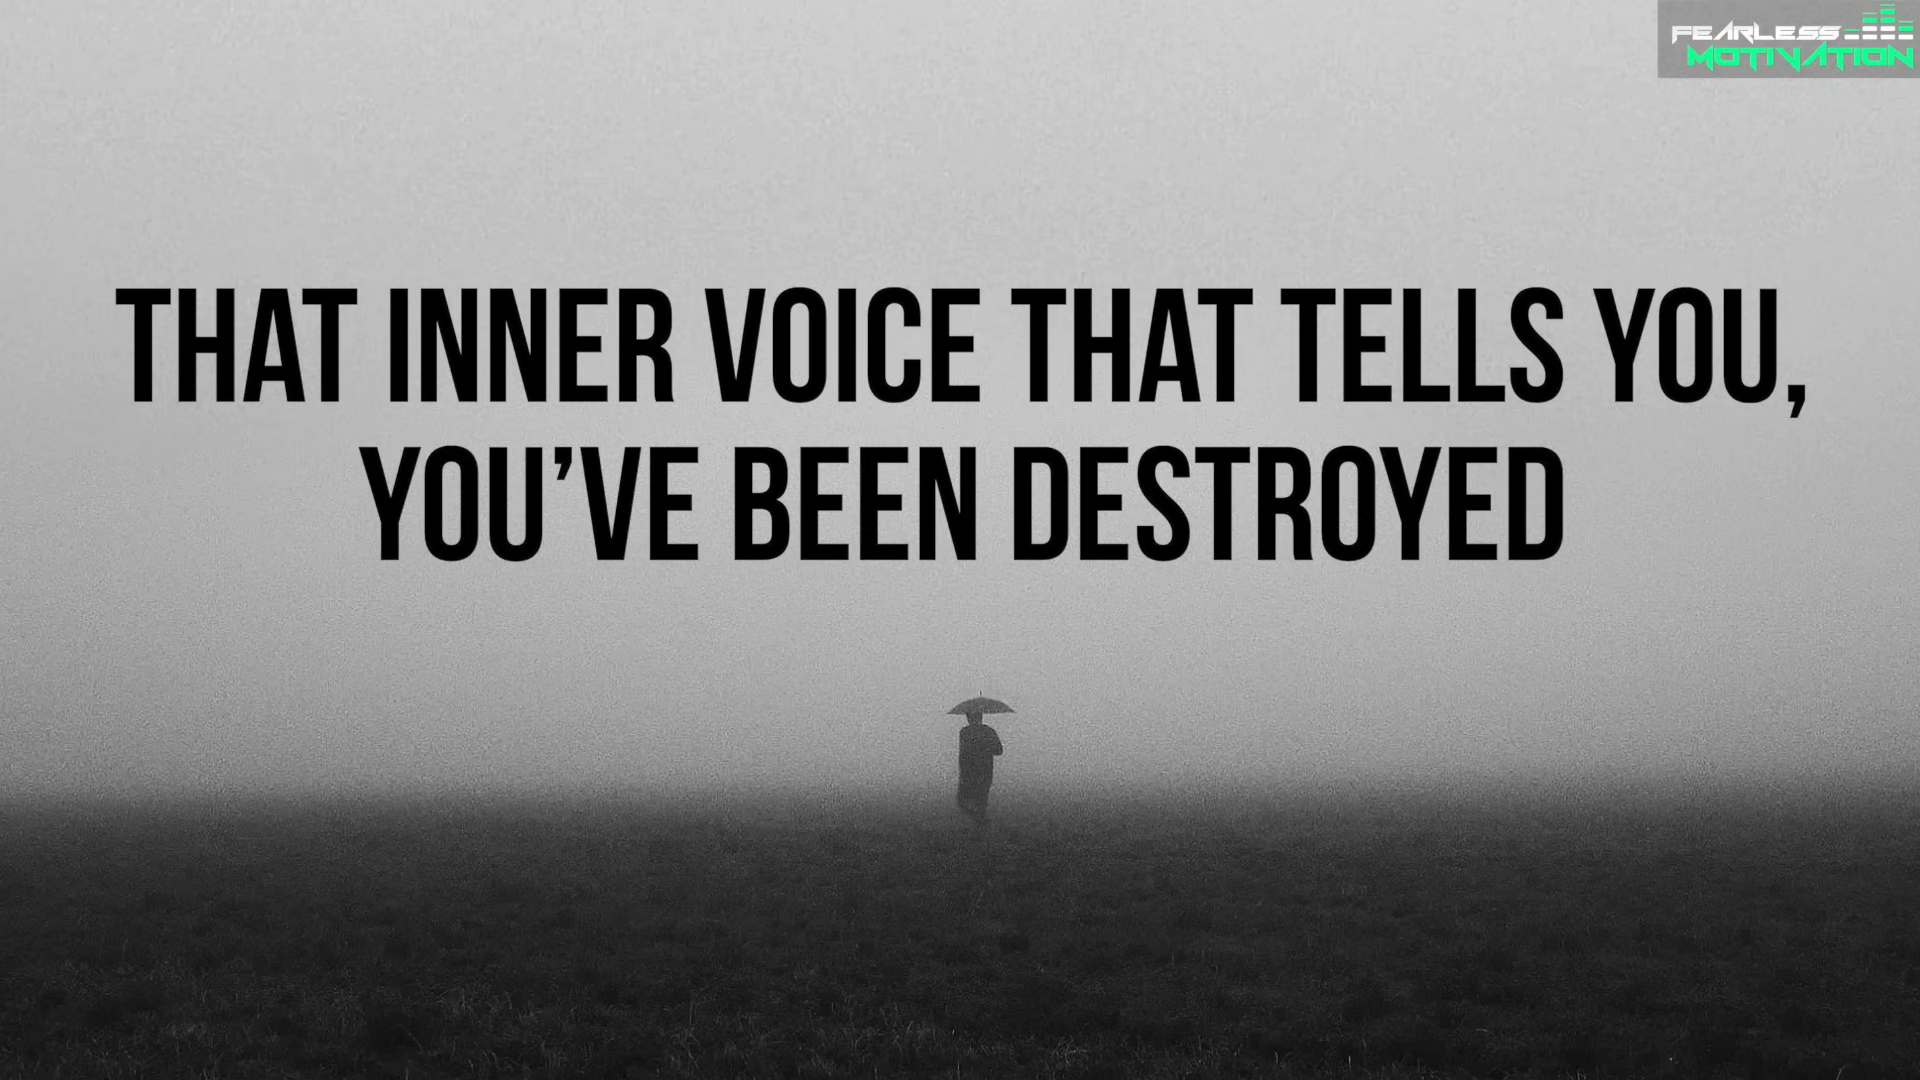 FEARLESS
MOTIVATION
THAT INNER VOICE THAT TELLS YOU,
YOU’VE BEEN DESTROYED